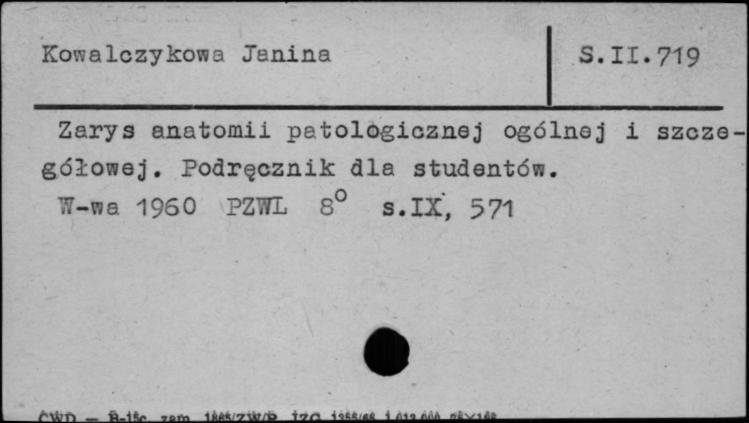 Kowalczykowa Janina
S.II.719
Zarys anatomii patologicznej ogólnej i szcze-
gółowej. Podręcznik dla studentów.
W-wa 1960 PZWL 8° s.IX, 571
CWD —